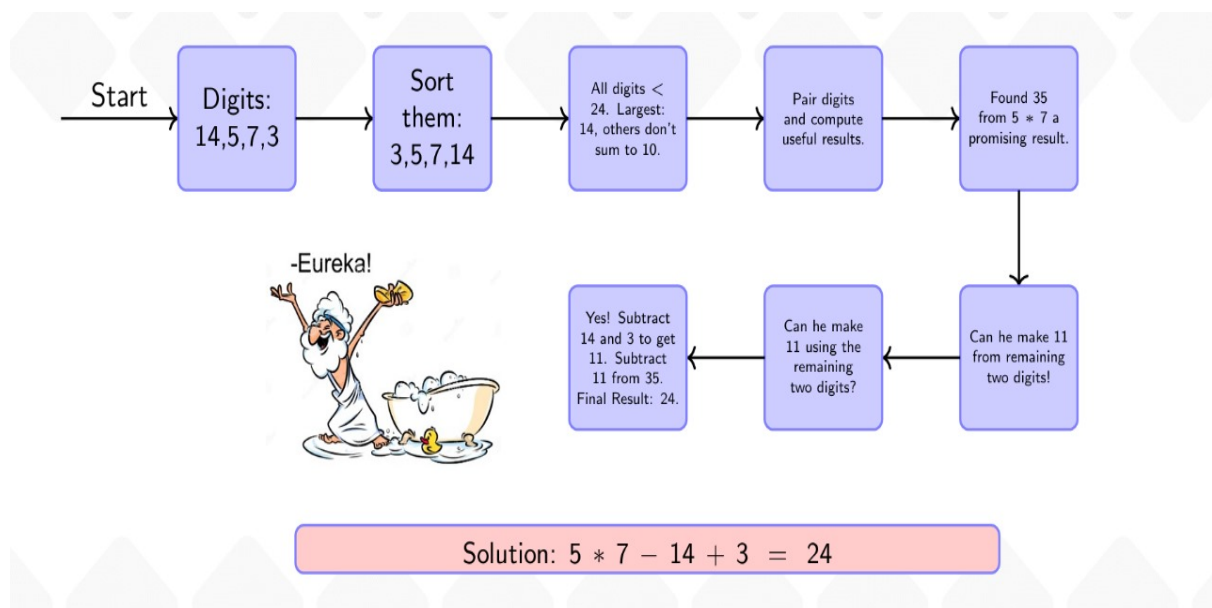 Start
Digits:
14,5,7,3
Sort
them:
3,5,7,14
All digits <
24. Largest:
14, others don't
sum to 10.
Pair digits
and compute
useful results.
Found 35
from 5 * 7 a
promising result.
-Eureka!
Yes! Subtract
14 and 3 to get
11. Subtract
11 from 35.
Final Result: 24.
Can he make
11 using the
remaining
two digits?
Can he make 11
from remaining
two digits!
Solution: 5 * 7 − 14 + 3 = 24